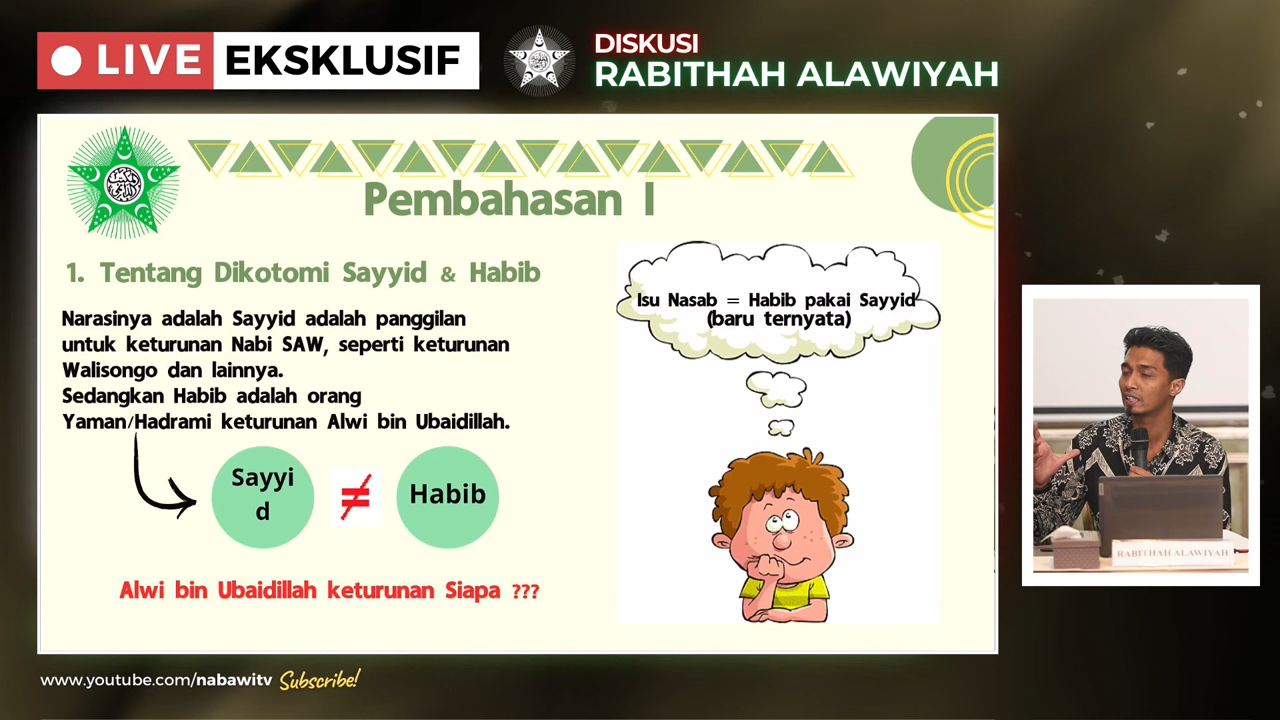 LIVE EKSKLUSIF
DISKUSI
RABITHAH ALAWIYAH
Pembahasan I
1. Tentang Dikotomi Sayyid & Habib
Narasinya adalah Sayyid adalah panggilan
untuk keturunan Nabi SAW, seperti keturunan
Walisongo dan lainnya.
Sedangkan Habib adalah orang
Yaman/Hadrami keturunan Alwi bin Ubaidillah.
Sayyi
d
≠
Habib
Alwi bin Ubaidillah keturunan Siapa ???
Isu Nasab = Habib pakai Sayyid
(baru ternyata)
RABITHAH ALAWIYAH
www.youtube.com/nabawitv Subscribe!